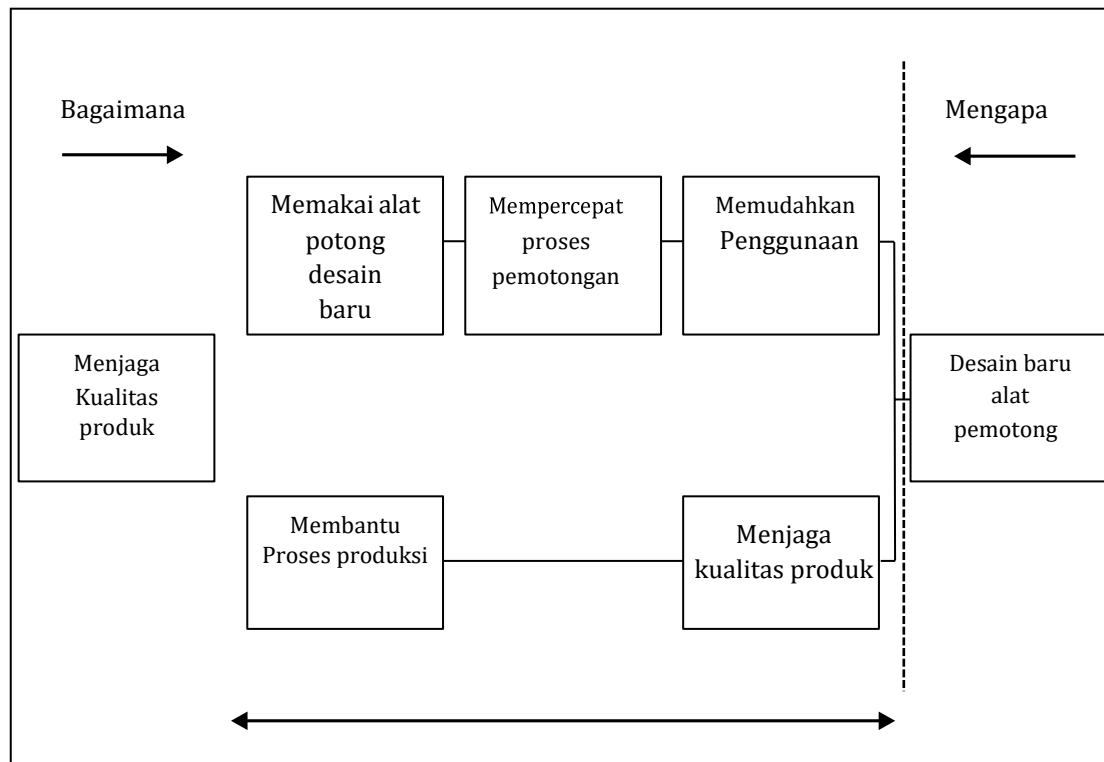 Bagaimana
Mengapa
Memakai alat
potong
desain
baru
Mempercepat
proses
pemotongan
Memudahkan
Penggunaan
Menjaga
Kualitas
produk
Desain baru
alat
pemotong
Membantu
Proses produksi
Menjaga
kualitas produk